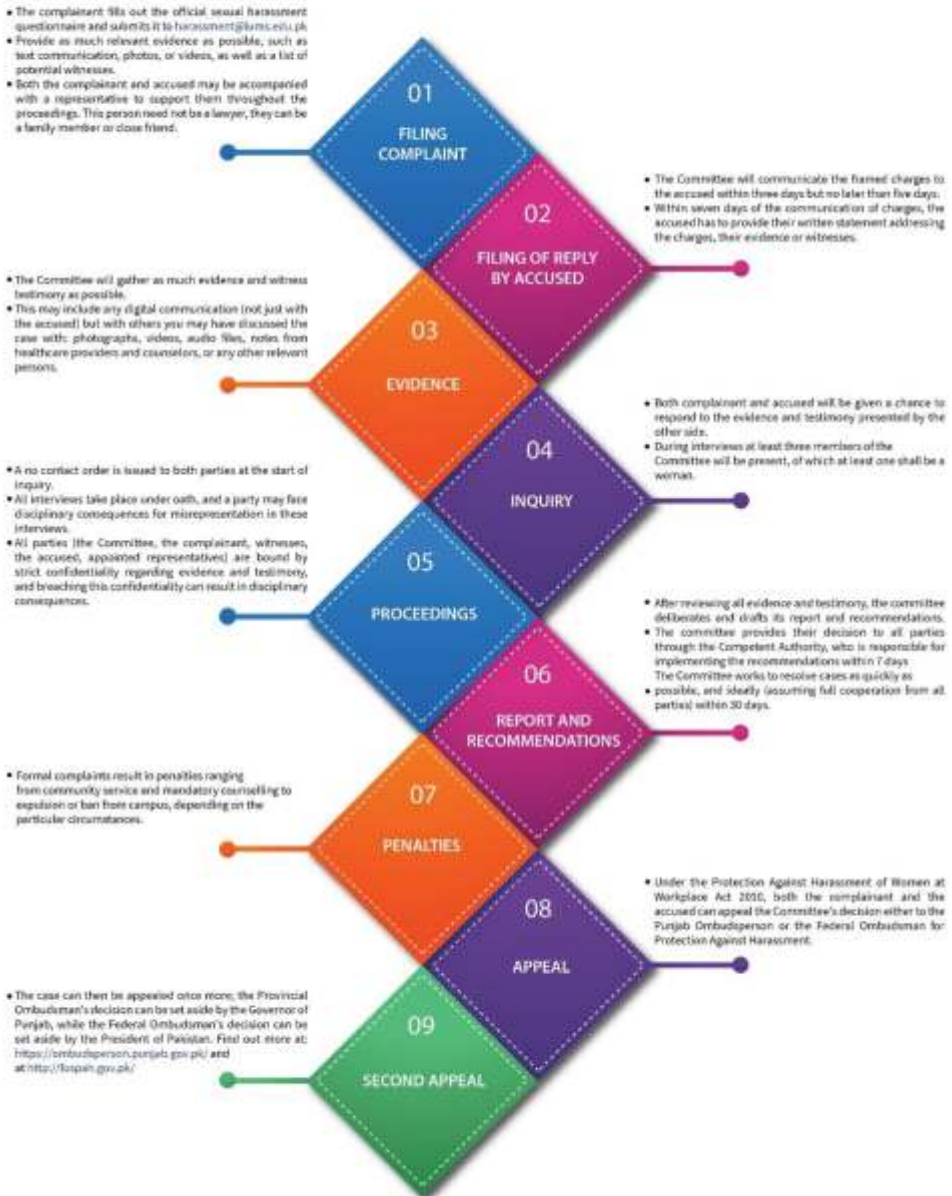 • The complainant fills out the official sexual harassment
questionnaire and submits it to harassment@lums.edu.pk
• Provide as much relevant evidence as possible, such as
text communication, photos, or videos, as well as a list of
potential witnesses.
• Both the complainant and accused may be accompanied
with a representative to support them throughout the
proceedings. This person need not be a lawyer, they can be
a family member or close friend.
01
FILING
COMPLAINT
• The Committee will communicate the framed charges to
the accused within three days but no later than five days.
• Within seven days of the communication of charges, the
accused has to provide their written statement addressing
the charges, their evidence or witnesses.
02
FILING OF REPLY
BY ACCUSED
• The Committee will gather as much evidence and witness
testimony as possible.
• This may include any digital communication (not just with
the accused) but with others you may have discussed the
case with: photographs, videos, audio files, notes from
healthcare providers and counselors, or any other relevant
persons.
03
EVIDENCE
• Both complainant and accused will be given a chance to
respond to the evidence and testimony presented by the
other side.
• During interviews at least three members of the
Committee will be present, of which at least one shall be a
woman.
04
INQUIRY
• A no contact order is issued to both parties at the start of
inquiry.
• All interviews take place under oath, and a party may face
disciplinary consequences for misrepresentation in these
interviews.
• All parties (the Committee, the complainant, witnesses,
the accused, appointed representatives) are bound by
strict confidentiality regarding evidence and testimony,
and breaching this confidentiality can result in disciplinary
consequences.
05
PROCEEDINGS
• After reviewing all evidence and testimony, the committee
deliberates and drafts its report and recommendations.
• The committee provides their decision to all parties
through the Competent Authority, who is responsible for
implementing the recommendations within 7 days
The Committee works to resolve cases as quickly as
• possible, and ideally (assuming full cooperation from all
parties) within 30 days.
06
REPORT AND
RECOMMENDATIONS
• Formal complaints result in penalties ranging
from community service and mandatory counselling to
expulsion or ban from campus, depending on the
particular circumstances.
07
PENALTIES
• Under the Protection Against Harassment of Women at
Workplace Act 2010, both the complainant and the
accused can appeal the Committee's decision either to the
Punjab Ombudsperson or the Federal Ombudsman for
Protection Against Harassment.
08
APPEAL
• The case can then be appealed once more; the Provincial
Ombudsman's decision can be set aside by the Governor of
Punjab, while the Federal Ombudsman's decision can be
set aside by the President of Pakistan. Find out more at:
https://ombudsperson.punjab.gov.pk/ and
at http://fospah.gov.pk/
09
SECOND APPEAL